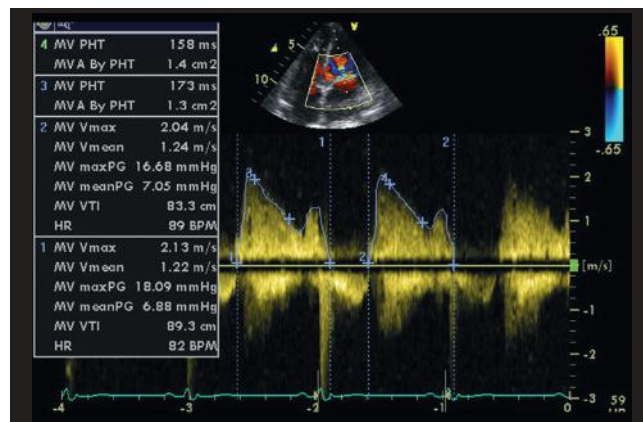 4 MV PHT 158 ms
MVA By PHT 1.4 cm2
3 MV PHT 173 ms
MVA By PHT 1.3 cm2
2 MV Vmax 2.04 m/s
MV Vmean 1.24 m/s
MV maxPG 16.68 mmHg
MV meanPG 7.05 mmHg
MV VTI 83.3 cm
HR 89 BPM
1 MV Vmax 2.13 m/s
MV Vmean 1.22 m/s
MV maxPG 18.09 mmHg
MV meanPG 6.88 mmHg
MV VTI 89.3 cm
HR 82 BPM
V
5
10
.65
-.65
1 2
3
2
1
[m/s]
-1
-2
-3
3 4
1 2
59
-4 -3 -2 -1 0